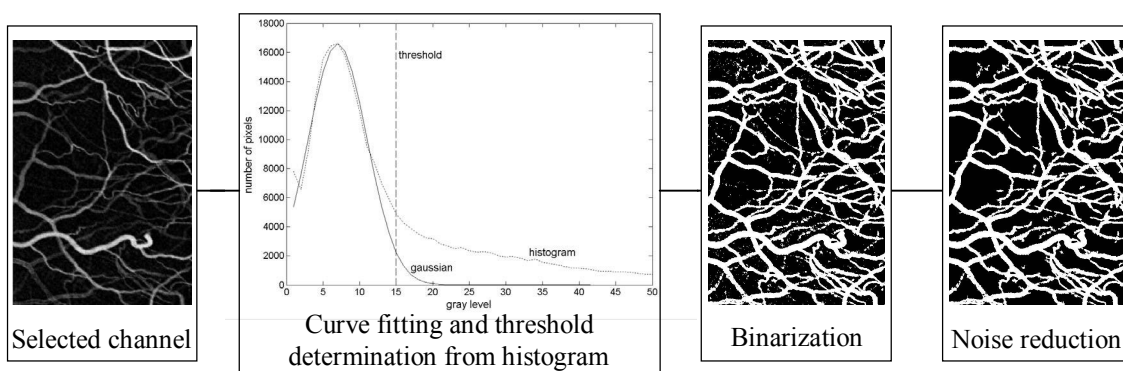 18000
16000
14000
12000
10000
8000
6000
4000
2000
0
number of pixels
threshold
histogram
gaussian
0 5 10 15 20 25 30 35 40 45 50
gray level
Selected channel
Curve fitting and threshold
determination from histogram
Binarization
Noise reduction